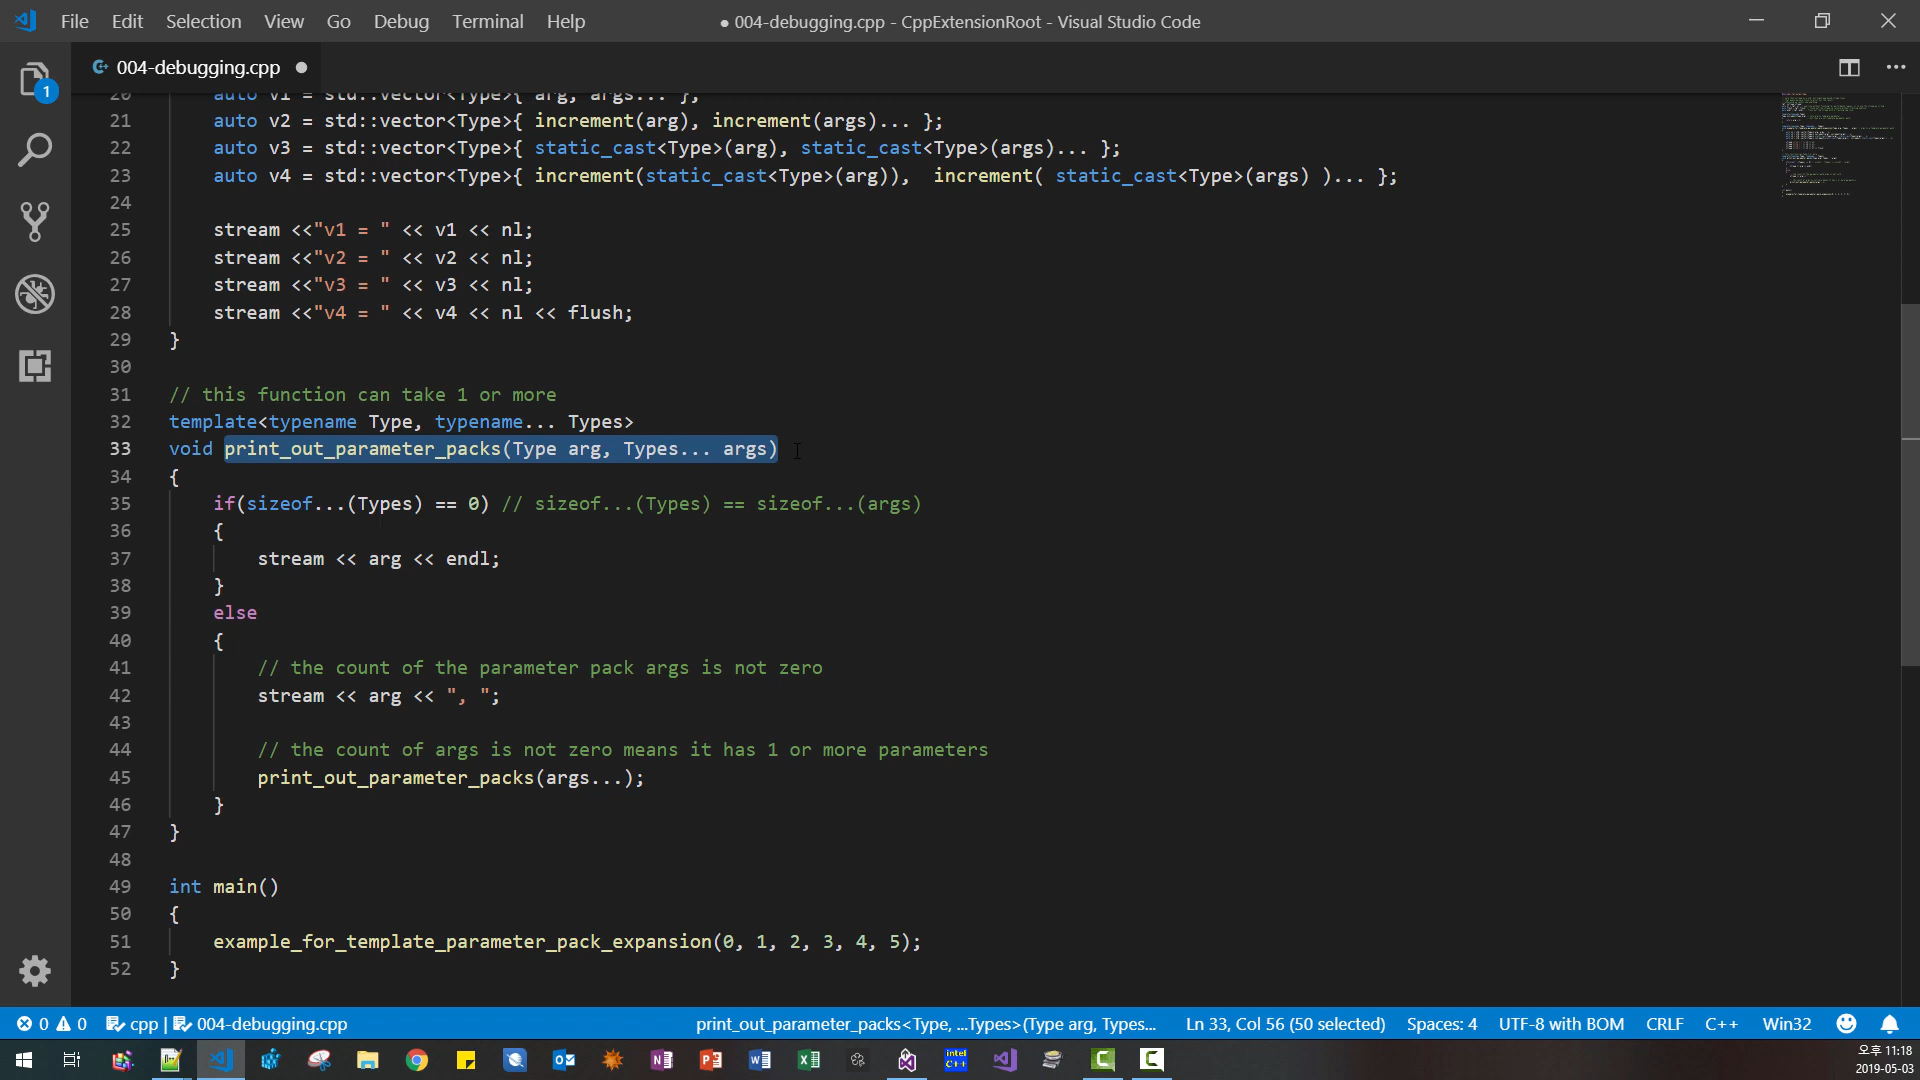 File Edit Selection View Go Debug Terminal Help
● 004-debugging.cpp - CppExtensionRoot - Visual Studio Code
004-debugging.cpp ●
1
20 auto v1 = std::vector<Type>{ arg, args... };
21 auto v2 = std::vector<Type>{ increment(arg), increment(args)... };
22 auto v3 = std::vector<Type>{ static_cast<Type>(arg), static_cast<Type>(args)... };
23 auto v4 = std::vector<Type>{ increment(static_cast<Type>(arg)),  increment( static_cast<Type>(args) )... };
24
25 stream <<"v1 = " << v1 << nl;
26 stream <<"v2 = " << v2 << nl;
27 stream <<"v3 = " << v3 << nl;
28 stream <<"v4 = " << v4 << nl << flush;
29 }
30
31 // this function can take 1 or more
32 template<typename Type, typename... Types>
33 void print_out_parameter_packs(Type arg, Types... args)
34 {
35 if(sizeof...(Types) == 0) // sizeof...(Types) == sizeof...(args)
36 {
37 stream << arg << endl;
38 }
39 else
40 {
41 // the count of the parameter pack args is not zero
42 stream << arg << ", ";
43
44 // the count of args is not zero means it has 1 or more parameters
45 print_out_parameter_packs(args...);
46 }
47 }
48
49 int main()
50 {
51 example_for_template_parameter_pack_expansion(0, 1, 2, 3, 4, 5);
52 }
0 0 cpp | 004-debugging.cpp print_out_parameter_packs<Type, ...Types>(Type arg, Types... Ln 33, Col 56 (50 selected) Spaces: 4 UTF-8 with BOM CRLF C++ Win32
intel C++
오후 11:18
2019-05-03